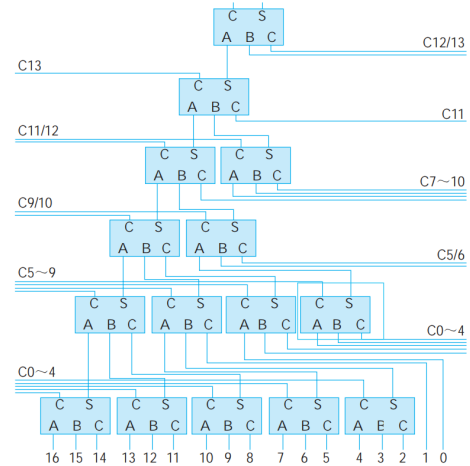 C S
A B C
C12/13
C13
C S
A B C
C11
C11/12
C S C S
A B C A B C
C7~10
C9/10
C S C S
A B C A B C
C5/6
C5~9
C S C S C S C S
A B C A B C A B C A B C
C0~4
C0~4
C S C S C S C S C S
A B C A B C A B C A B C A E C
16 15 14 13 12 11 10 9 8 7 6 5 4 3 2 1 0